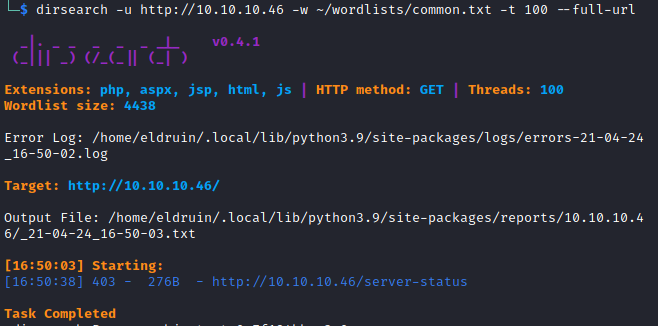 $ dirsearch -u http://10.10.10.46 -w ~/wordlists/common.txt -t 100 --full-url
v0.4.1
Extensions: php, aspx, jsp, html, js | HTTP method: GET | Threads: 100
Wordlist size: 4438
Error Log: /home/eldruin/.local/lib/python3.9/site-packages/logs/errors-21-04-24
_16-50-02.log
Target: http://10.10.10.46/
Output File: /home/eldruin/.local/lib/python3.9/site-packages/reports/10.10.10.4
6/_21-04-24_16-50-03.txt
[16:50:03] Starting:
[16:50:38] 403 -  276B  - http://10.10.10.46/server-status
Task Completed